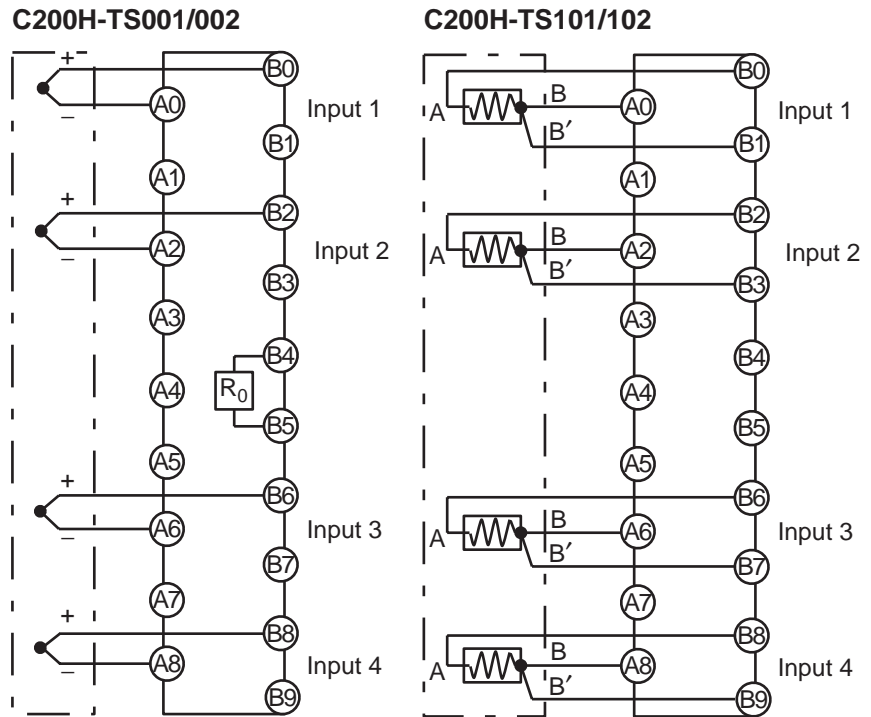 C200H-TS001/002
+
B0
A0
Input 1
–
B1
A1
+
B2
A2
Input 2
–
B3
A3
B4
A4
R0
B5
A5
+
B6
A6
Input 3
–
B7
A7
+
B8
A8
Input 4
–
B9
C200H-TS101/102
B0
A
B
A0
Input 1
B′
B1
A1
B2
A
B
A2
Input 2
B′
B3
A3
B4
A4
B5
A5
B6
A
B
A6
Input 3
B′
B7
A7
B8
A
B
A8
Input 4
B′
B9